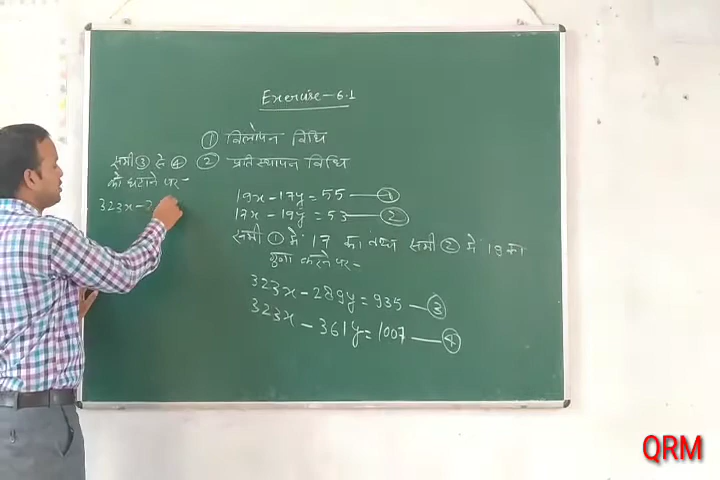 Exercise-6.1
① विलोपन विधि
② प्रतिस्थापन विधि
19x - 17y = 55 — ①
17x - 19y = 53 — ②
समी ① में 17 का तथा समी ② में 19 का
गुणा करने पर -
323x - 289y = 935 — ③
323x - 361y = 1007 — ④
समी ③ से ④
को घटाने पर -
323x - 2
QRM